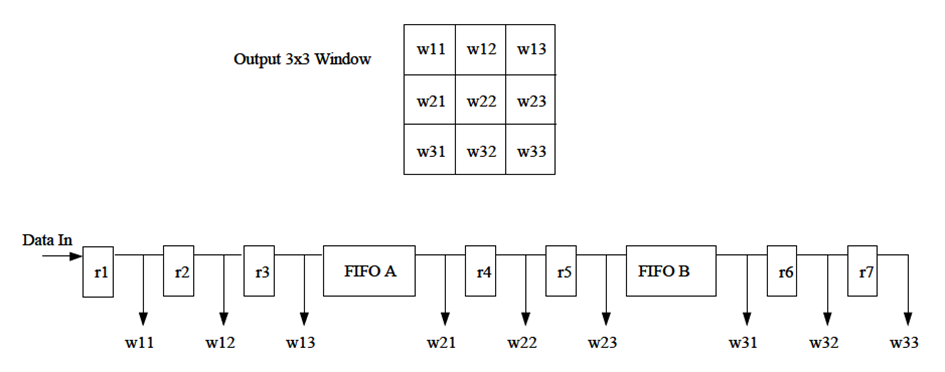 w11 w12 w13
Output 3x3 Window
w21 w22 w23
w31 w32 w33
Data In
r1 r2 r3 FIFO A r4 r5 FIFO B r6 r7
w11 w12 w13 w21 w22 w23 w31 w32 w33